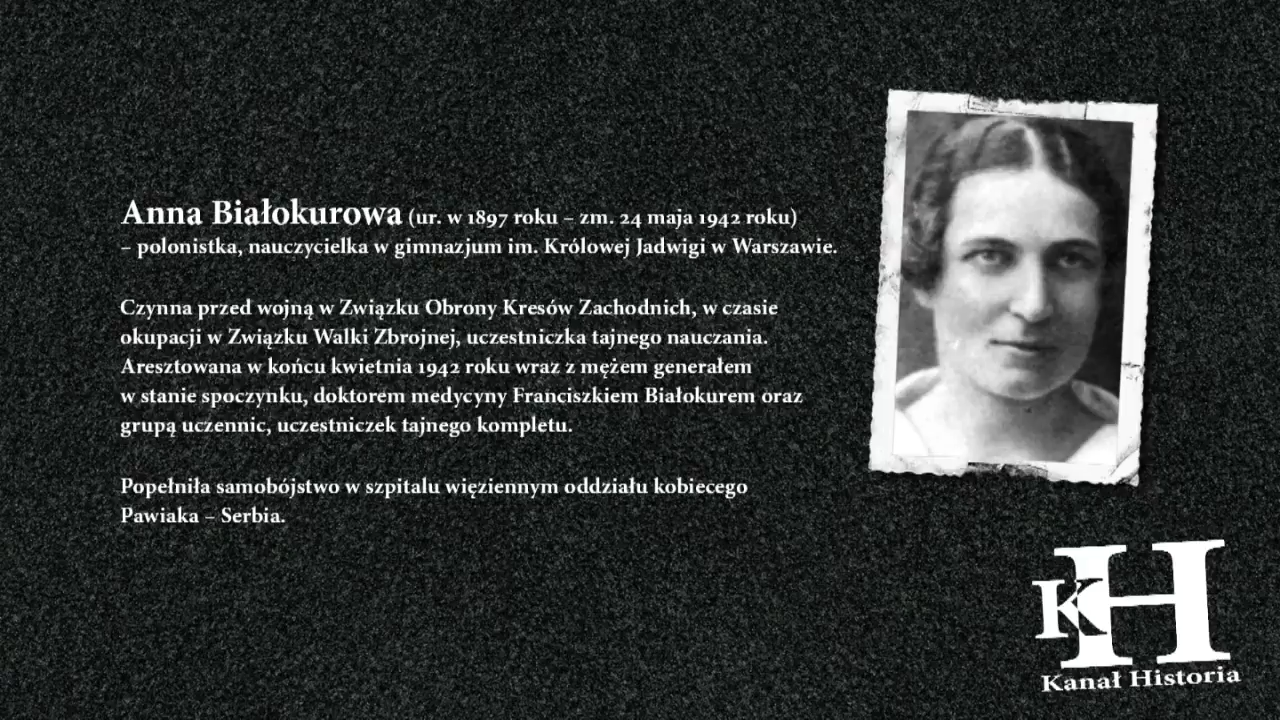 Anna Białokurowa (ur. w 1897 roku – zm. 24 maja 1942 roku)
– polonistka, nauczycielka w gimnazjum im. Królowej Jadwigi w Warszawie.
Czynna przed wojną w Związku Obrony Kresów Zachodnich, w czasie
okupacji w Związku Walki Zbrojnej, uczestniczka tajnego nauczania.
Aresztowana w końcu kwietnia 1942 roku wraz z mężem generałem
w stanie spoczynku, doktorem medycyny Franciszkiem Białokurem oraz
grupą uczennic, uczestniczek tajnego kompletu.
Popełniła samobójstwo w szpitalu więziennym oddziału kobiecego
Pawiaka – Serbia.
KH
Kanał Historia